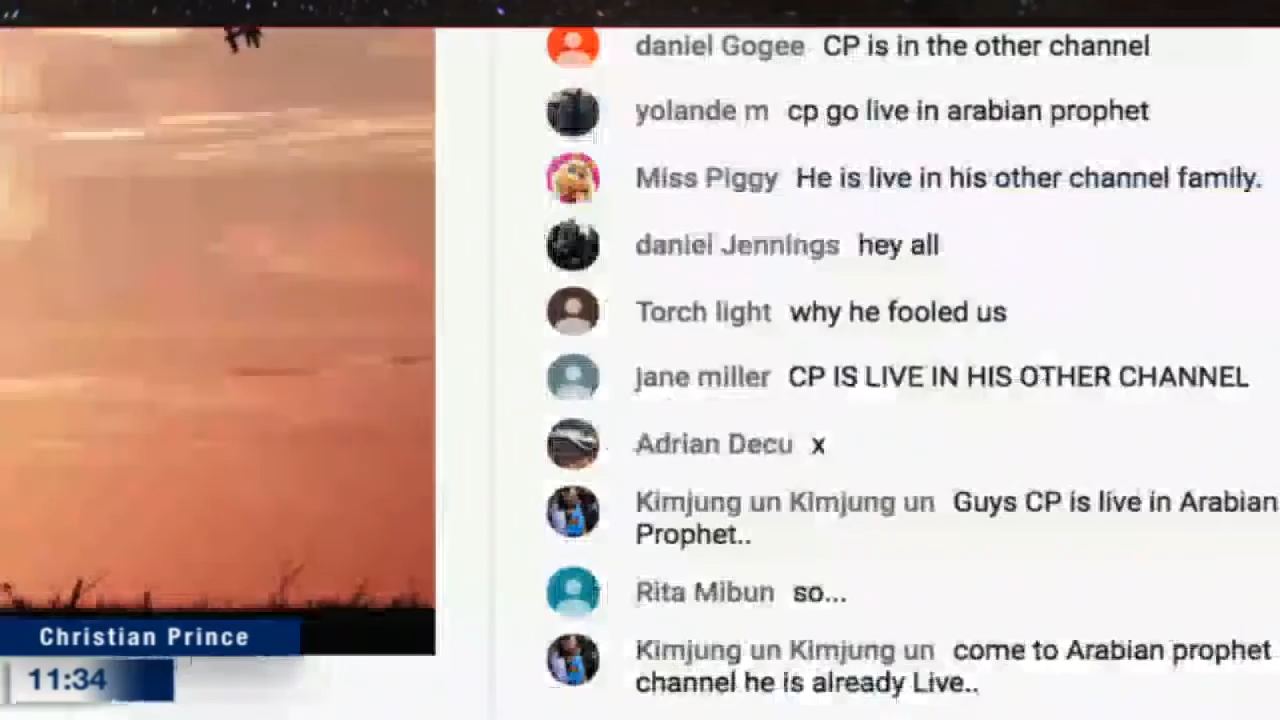 daniel Gogee CP is in the other channel
yolande m cp go live in arabian prophet
Miss Piggy He is live in his other channel family.
daniel Jennings hey all
Torch light why he fooled us
jane miller CP IS LIVE IN HIS OTHER CHANNEL
Adrian Decu x
Kimjung un Kimjung un Guys CP is live in Arabian
Prophet..
Rita Mibun so...
Kimjung un Kimjung un come to Arabian prophet
channel he is already Live..
Christian Prince
11:34